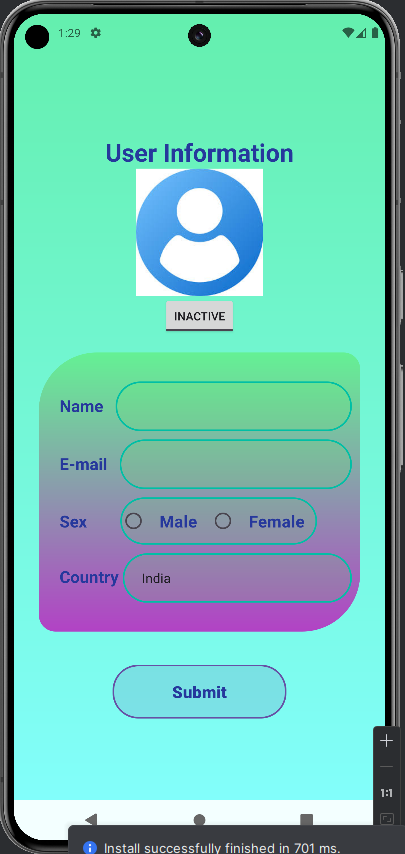 1:29
User Information
INACTIVE
Name
E-mail
Sex Male Female
Country India
Submit
1:1
Install successfully finished in 701 ms.